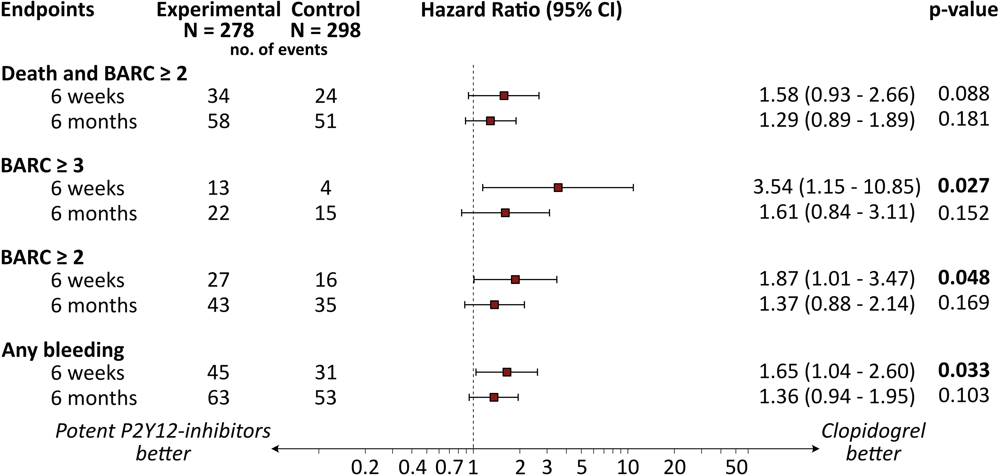 Endpoints Experimental Control Hazard Ratio (95% CI) p-value
N = 278 N = 298
no. of events
Death and BARC ≥ 2
6 weeks 34 24 1.58 (0.93 - 2.66) 0.088
6 months 58 51 1.29 (0.89 - 1.89) 0.181
BARC ≥ 3
6 weeks 13 4 3.54 (1.15 - 10.85) 0.027
6 months 22 15 1.61 (0.84 - 3.11) 0.152
BARC ≥ 2
6 weeks 27 16 1.87 (1.01 - 3.47) 0.048
6 months 43 35 1.37 (0.88 - 2.14) 0.169
Any bleeding
6 weeks 45 31 1.65 (1.04 - 2.60) 0.033
6 months 63 53 1.36 (0.94 - 1.95) 0.103
Potent P2Y12-inhibitors Clopidogrel
better better
0.2 0.4 0.7 1 2 3 5 10 20 50